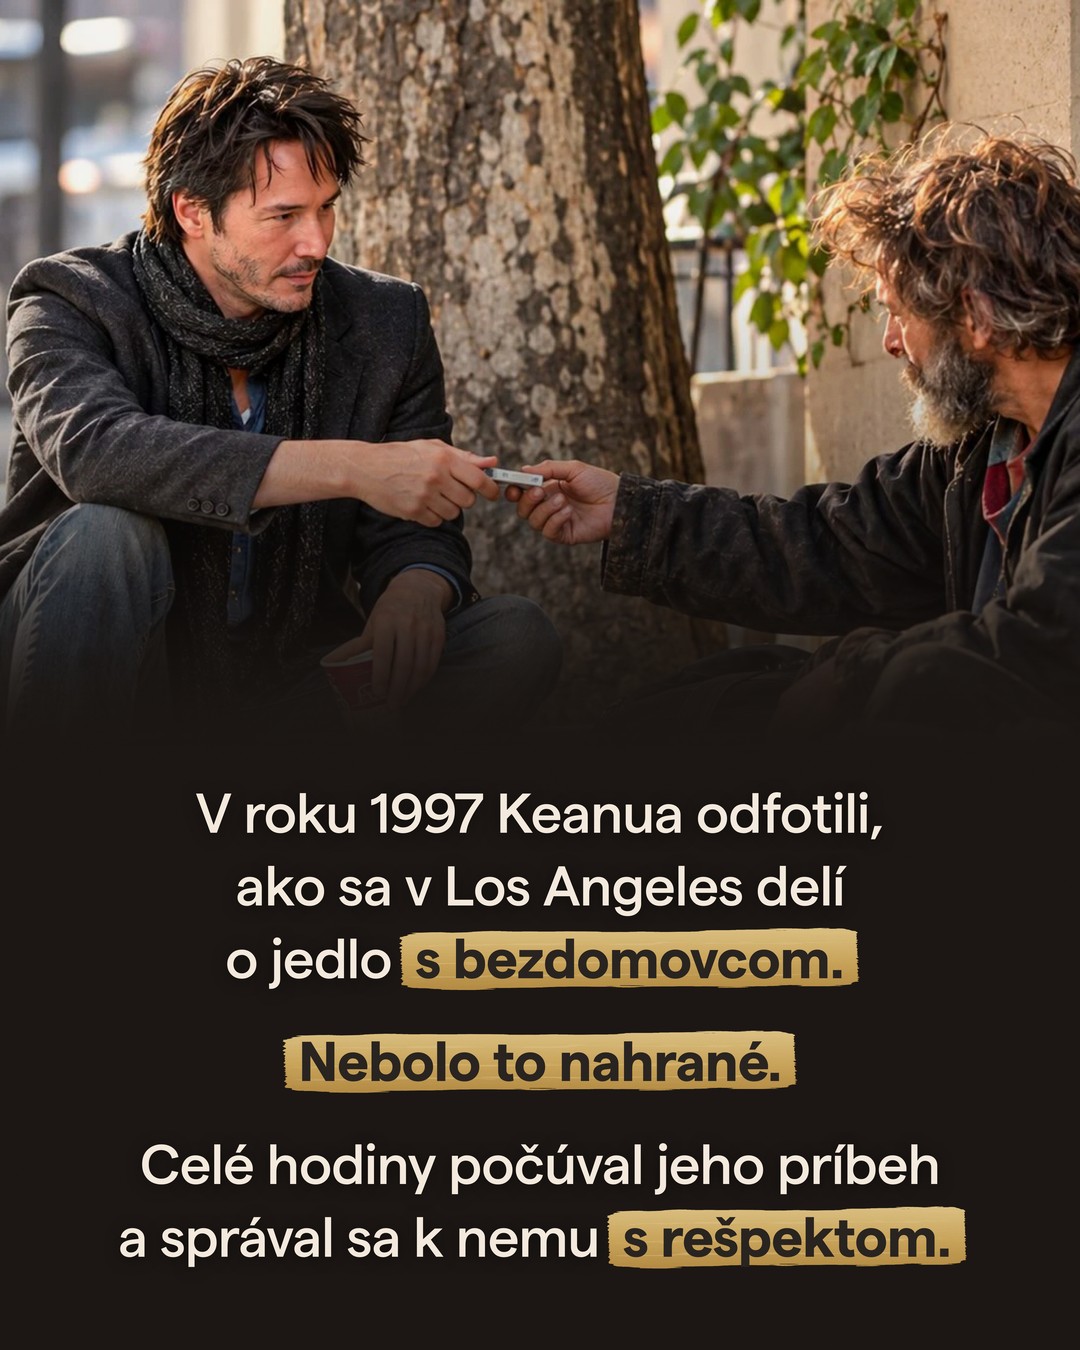 V roku 1997 Keanua odfotili,
ako sa v Los Angeles delí
o jedlo s bezdomovcom.
Nebolo to nahrané.
Celé hodiny počúval jeho príbeh
a správal sa k nemu s rešpektom.